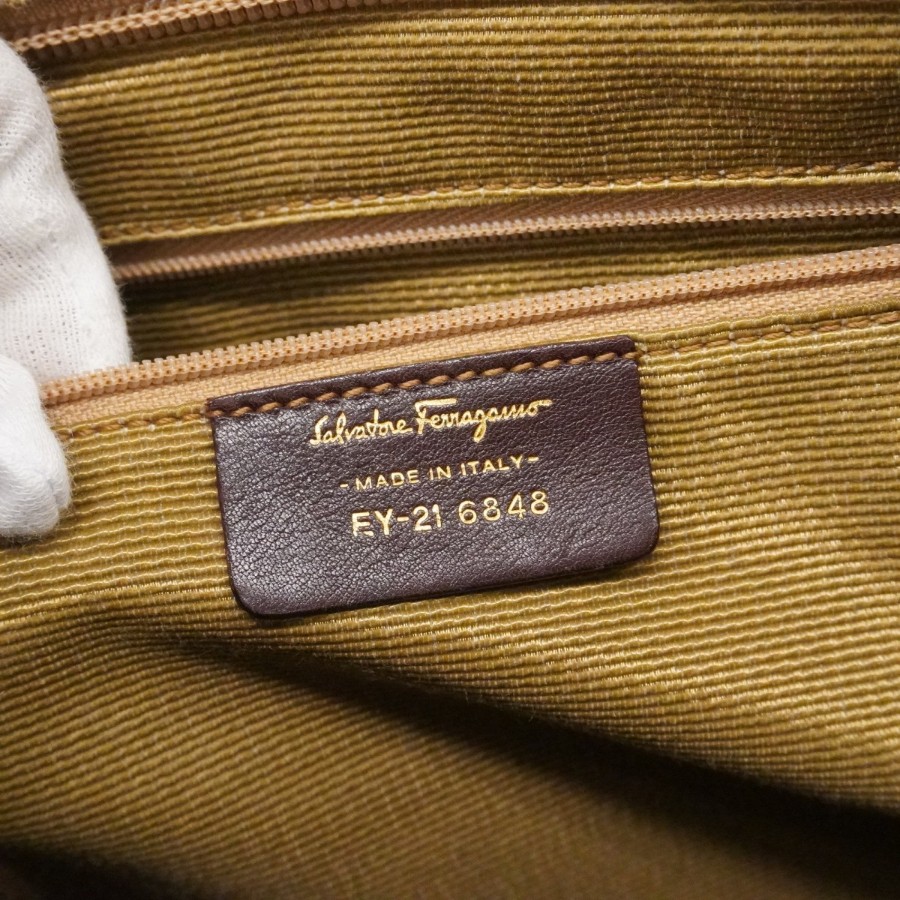 Salvatore Ferragamo
-MADE IN ITALY-
EY-21 6848